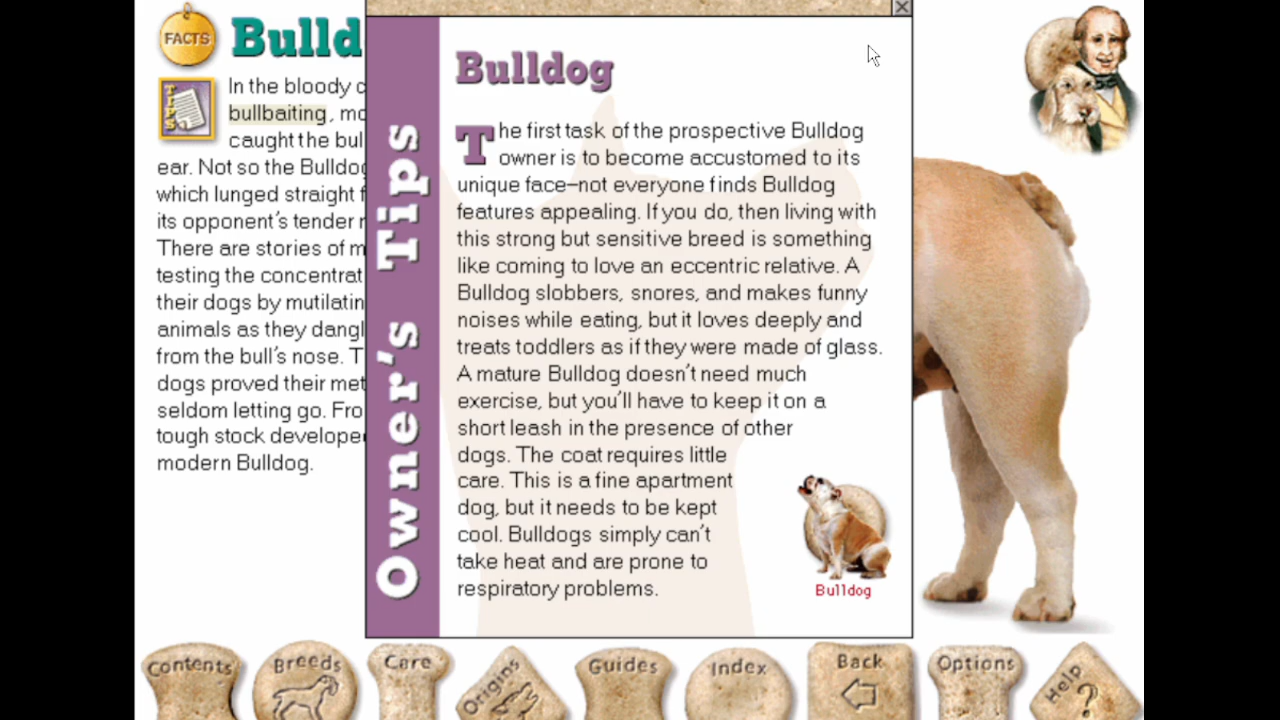 FACTS
Bulld
TIPS
In the bloody
bullbaiting, mo
caught the bul
ear. Not so the Bulldog
which lunged straight f
its opponent's tender
There are stories of m
testing the concentrat
their dogs by mutilatin
animals as they dangl
from the bull's nose. T
dogs proved their met
seldom letting go. Fro
tough stock develope
modern Bulldog.
Owner's Tips
Bulldog
The first task of the prospective Bulldog
owner is to become accustomed to its
unique face–not everyone finds Bulldog
features appealing. If you do, then living with
this strong but sensitive breed is something
like coming to love an eccentric relative. A
Bulldog slobbers, snores, and makes funny
noises while eating, but it loves deeply and
treats toddlers as if they were made of glass.
A mature Bulldog doesn't need much
exercise, but you'll have to keep it on a
short leash in the presence of other
dogs. The coat requires little
care. This is a fine apartment
dog, but it needs to be kept
cool. Bulldogs simply can't
take heat and are prone to
respiratory problems.
Bulldog
Contents
Breeds
Care
Origins
Guides
Index
Back
Options
Help
?